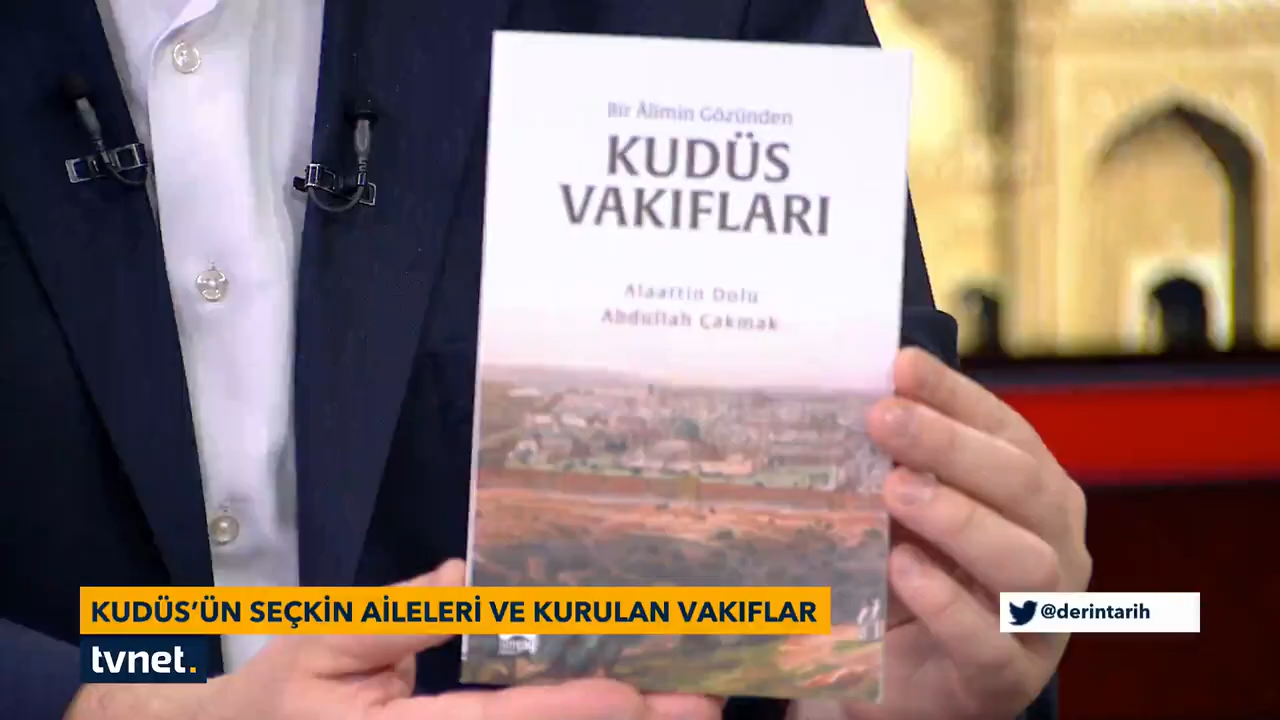 Bir Âlimin Gözünden
KUDÜS
VAKIFLARI
Alaattin Dolu
Abdullah Çakmak
KUDÜS’ÜN SEÇKİN AİLELERİ VE KURULAN VAKIFLAR
@derintarih
tvnet.